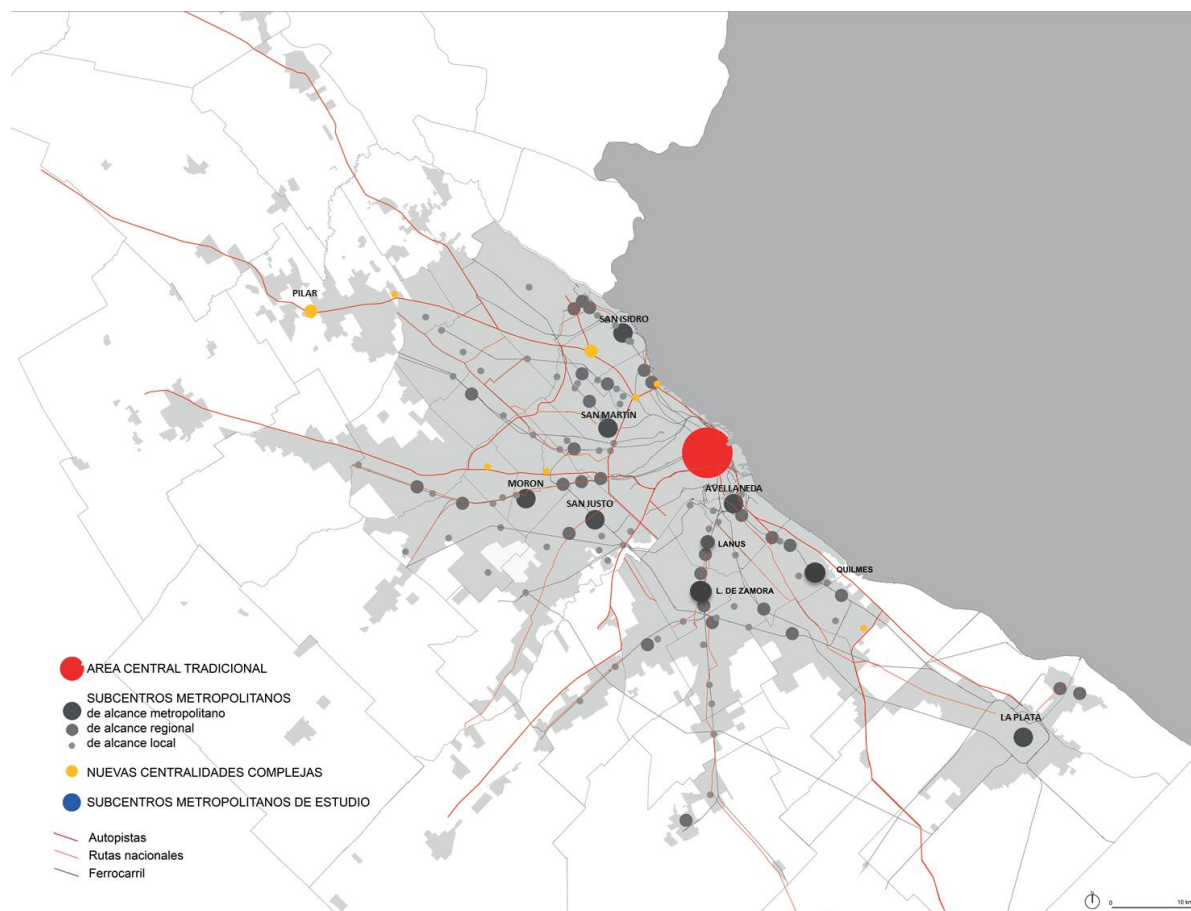 PILAR
SAN ISIDRO
SAN MARTÍN
MORON
SAN JUSTO
AVELLANEDA
LANUS
QUILMES
L. DE ZAMORA
LA PLATA
AREA CENTRAL TRADICIONAL
SUBCENTROS METROPOLITANOS
de alcance metropolitano
de alcance regional
de alcance local
NUEVAS CENTRALIDADES COMPLEJAS
SUBCENTROS METROPOLITANOS DE ESTUDIO
Autopistas
Rutas nacionales
Ferrocarril
N
0 10 km